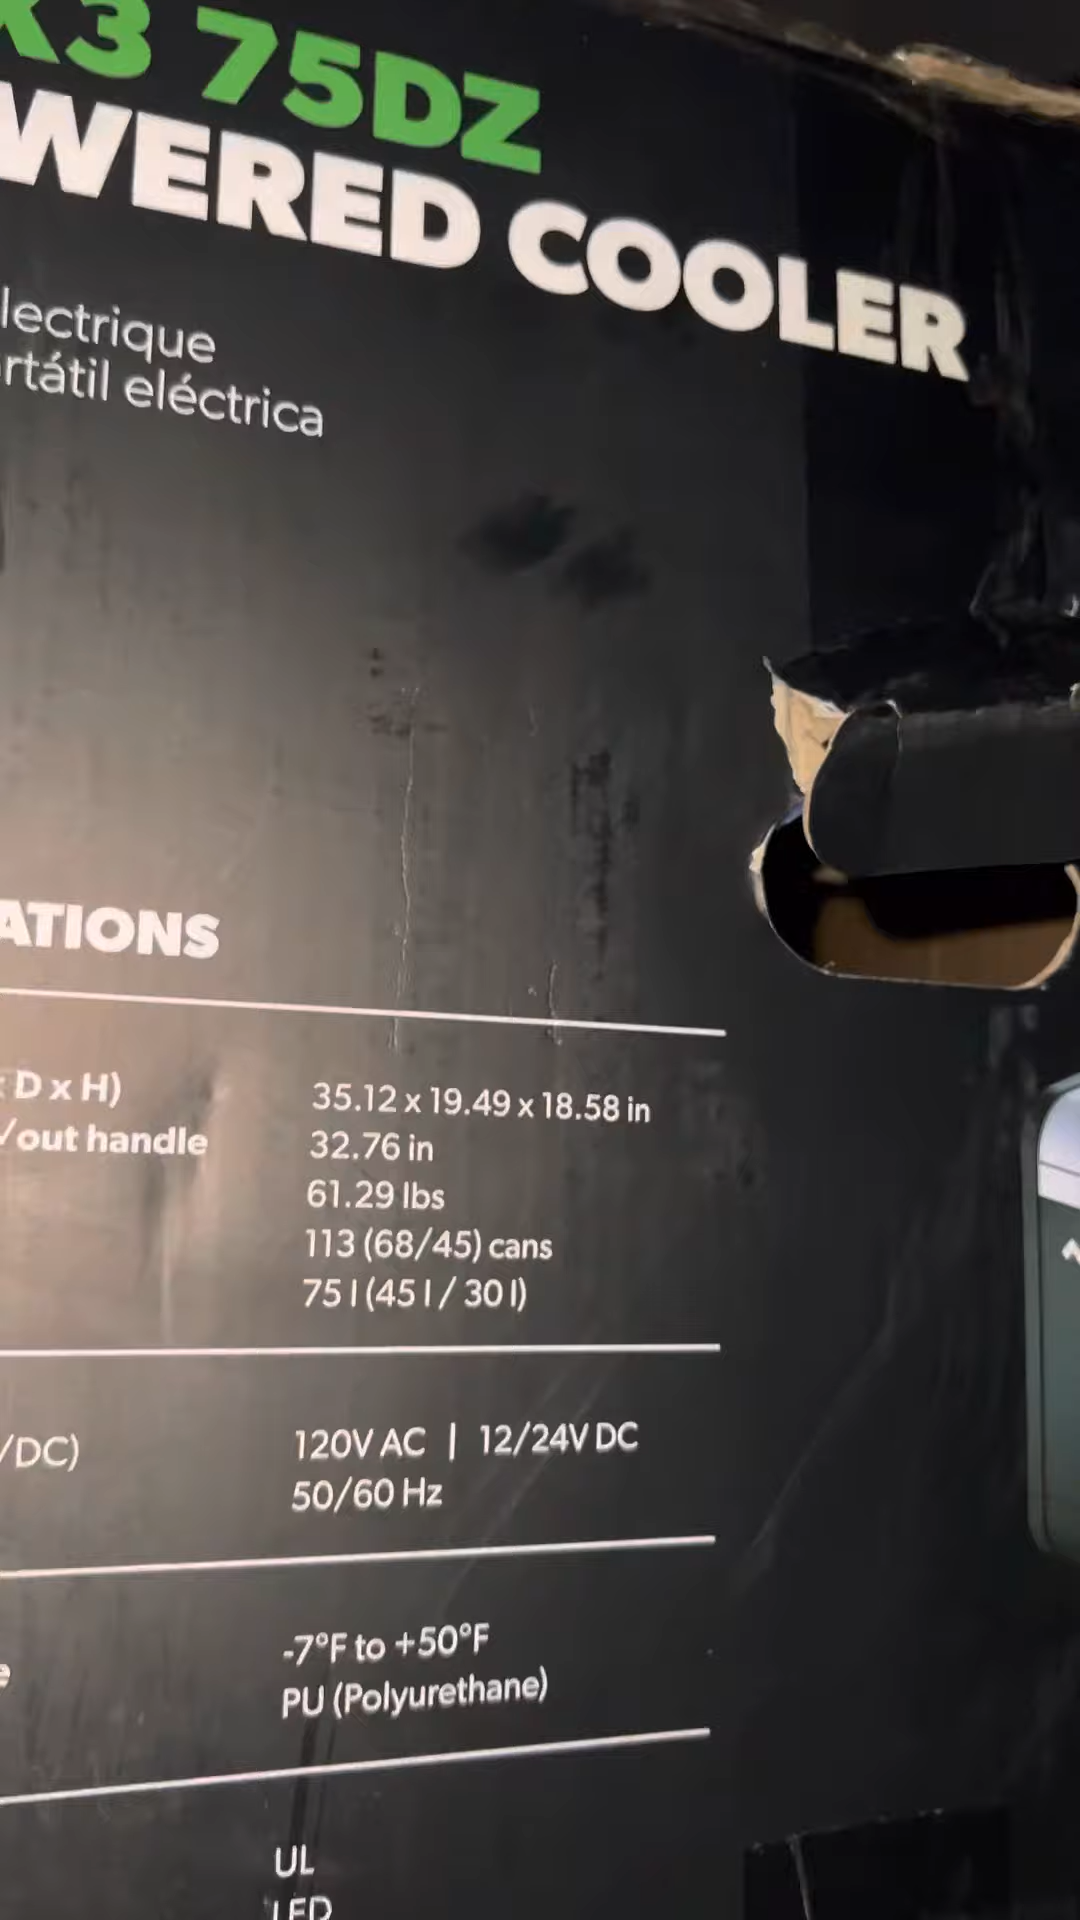 X3 75DZ
WERED COOLER
lectrique
rtátil eléctrica
ATIONS
D x H) 35.12 x 19.49 x 18.58 in
/out handle 32.76 in
61.29 lbs
113 (68/45) cans
75 l (45 l / 30 l)
/DC) 120V AC | 12/24V DC
50/60 Hz
-7°F to +50°F
e PU (Polyurethane)
UL
LED